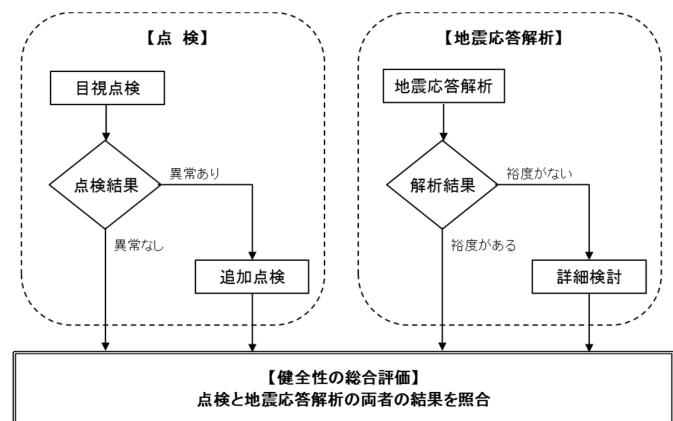 【点 検】
目視点検
点検結果
異常あり
異常なし
追加点検
【地震応答解析】
地震応答解析
解析結果
裕度がない
裕度がある
詳細検討
【健全性の総合評価】
点検と地震応答解析の両者の結果を照合